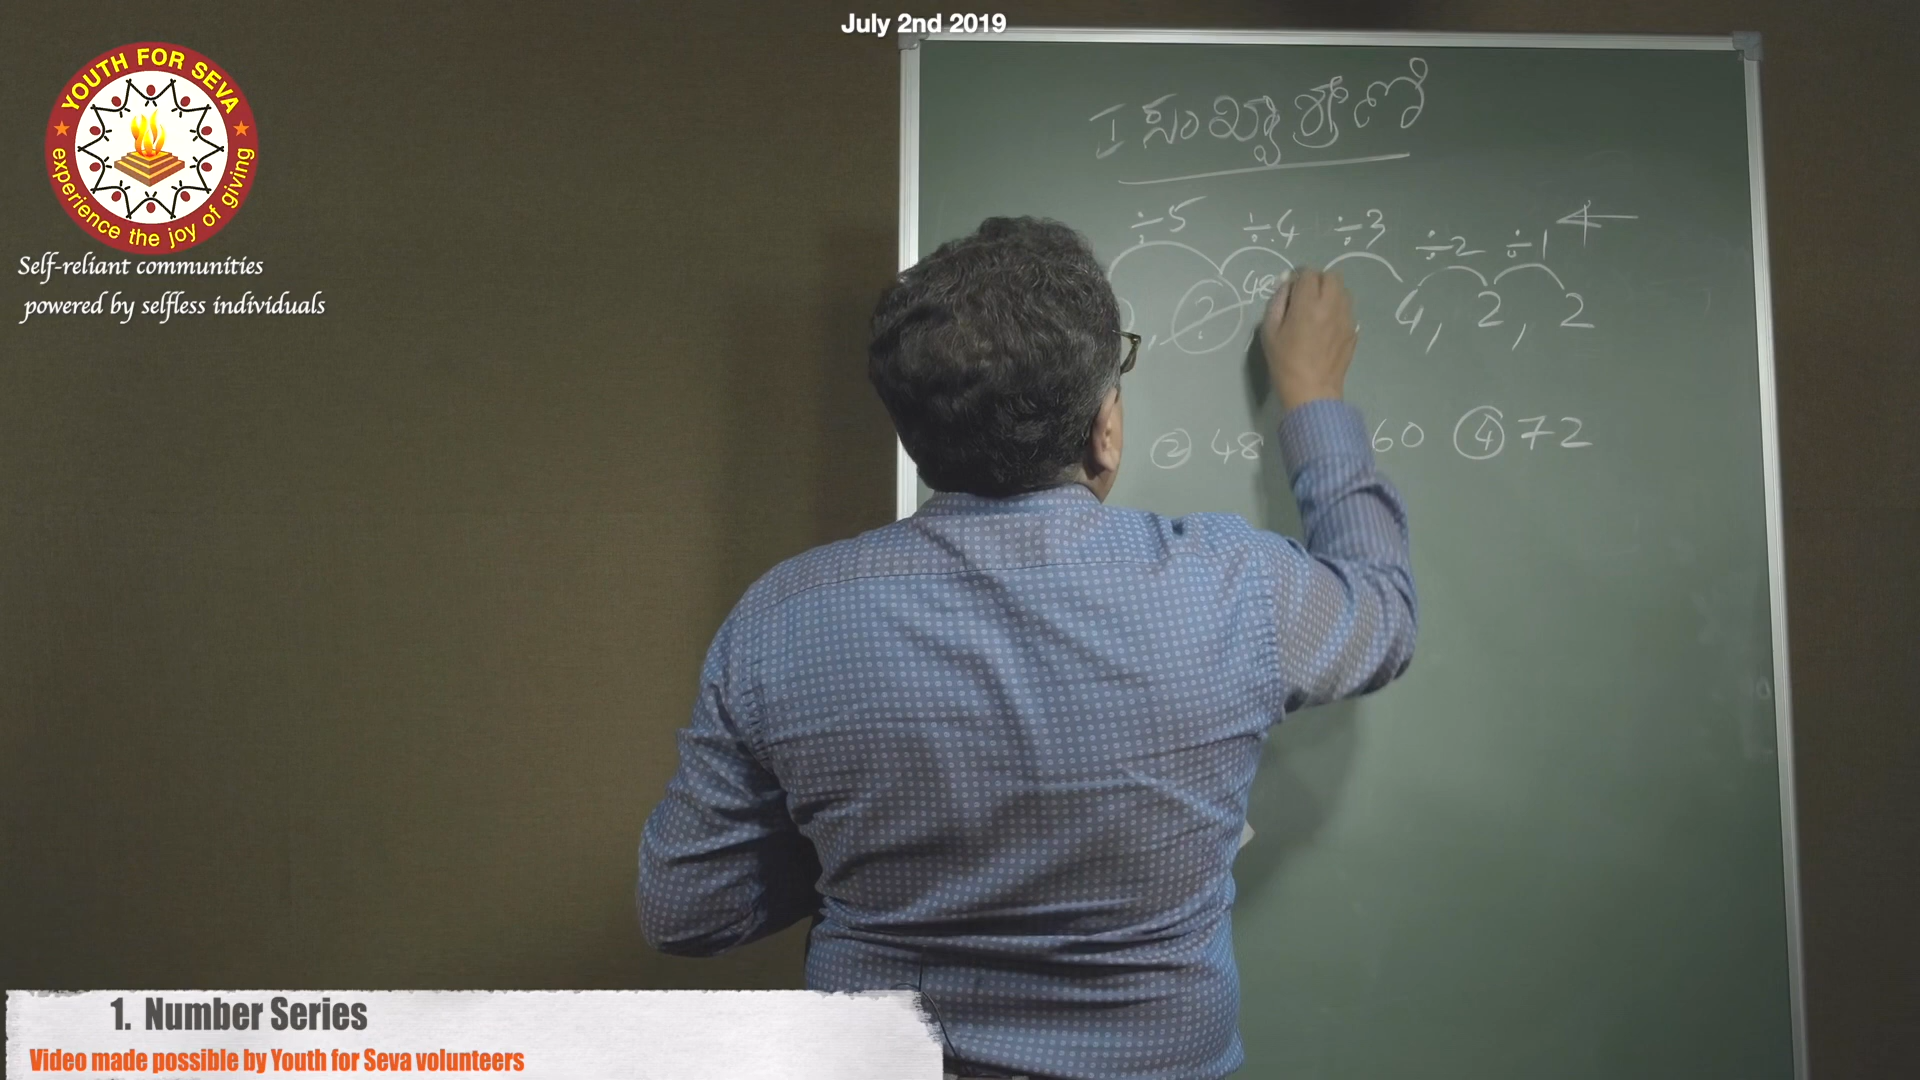 July 2nd 2019
YOUTH FOR SEVA
experience the joy of giving
Self-reliant communities
powered by selfless individuals
I ಸಂಖ್ಯಾ ಶ್ರೇಣಿ
÷5 ÷4 ÷3 ÷2 ÷1
, ? 48 , 4, 2, 2
② 48 60 ④ 72
1. Number Series
Video made possible by Youth for Seva volunteers